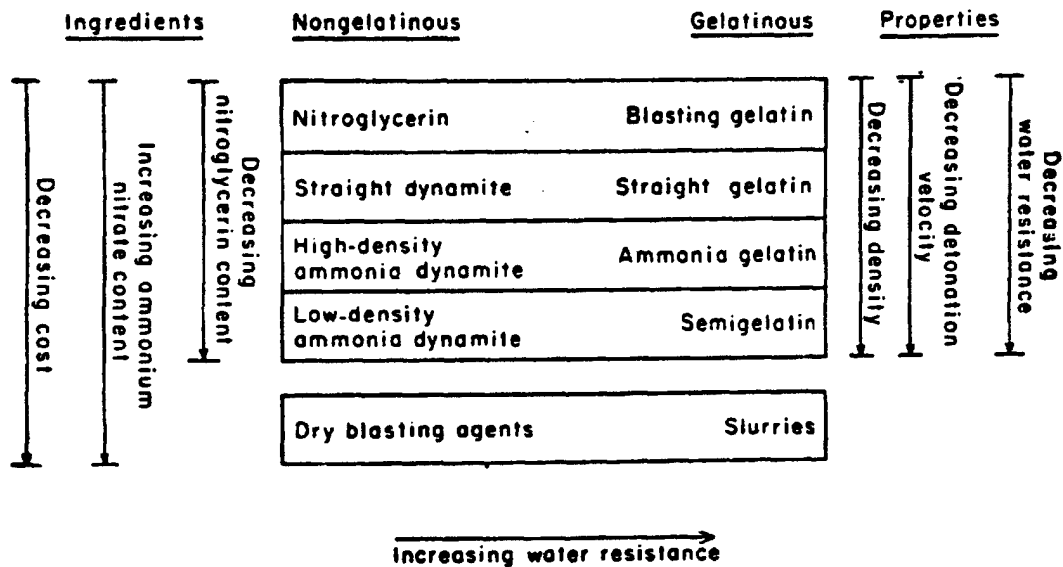 Ingredients
Nongelatinous
Gelatinous
Properties
Decreasing cost
Increasing ammonium
nitrate content
Decreasing
nitroglycerin content
Nitroglycerin
Blasting gelatin
Straight dynamite
Straight gelatin
High-density
ammonia dynamite
Ammonia gelatin
Low-density
ammonia dynamite
Semigelatin
Dry blasting agents
Slurries
Decreasing density
Decreasing detonation
velocity
Decreasing
water resistance
Increasing water resistance